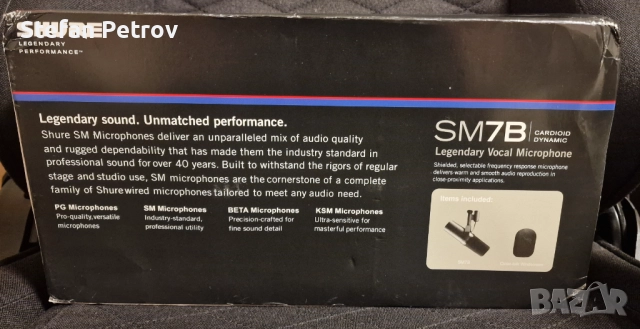 Stefan Petrov
SHURE
LEGENDARY
PERFORMANCE™
Legendary sound. Unmatched performance.
Shure SM Microphones deliver an unparalleled mix of audio quality
and rugged dependability that has made them the industry standard in
professional sound for over 40 years. Built to withstand the rigors of regular
stage and studio use, SM microphones are the cornerstone of a complete
family of Shure wired microphones tailored to meet any audio need.
PG Microphones
Pro-quality, versatile
microphones
SM Microphones
Industry-standard,
professional utility
BETA Microphones
Precision-crafted for
fine sound detail
KSM Microphones
Ultra-sensitive for
masterful performance
SM7B CARDIOID
DYNAMIC
Legendary Vocal Microphone
Shielded, selectable frequency response microphone
delivers warm and smooth audio reproduction in
close-proximity applications.
Items included:
BAZAR.bg